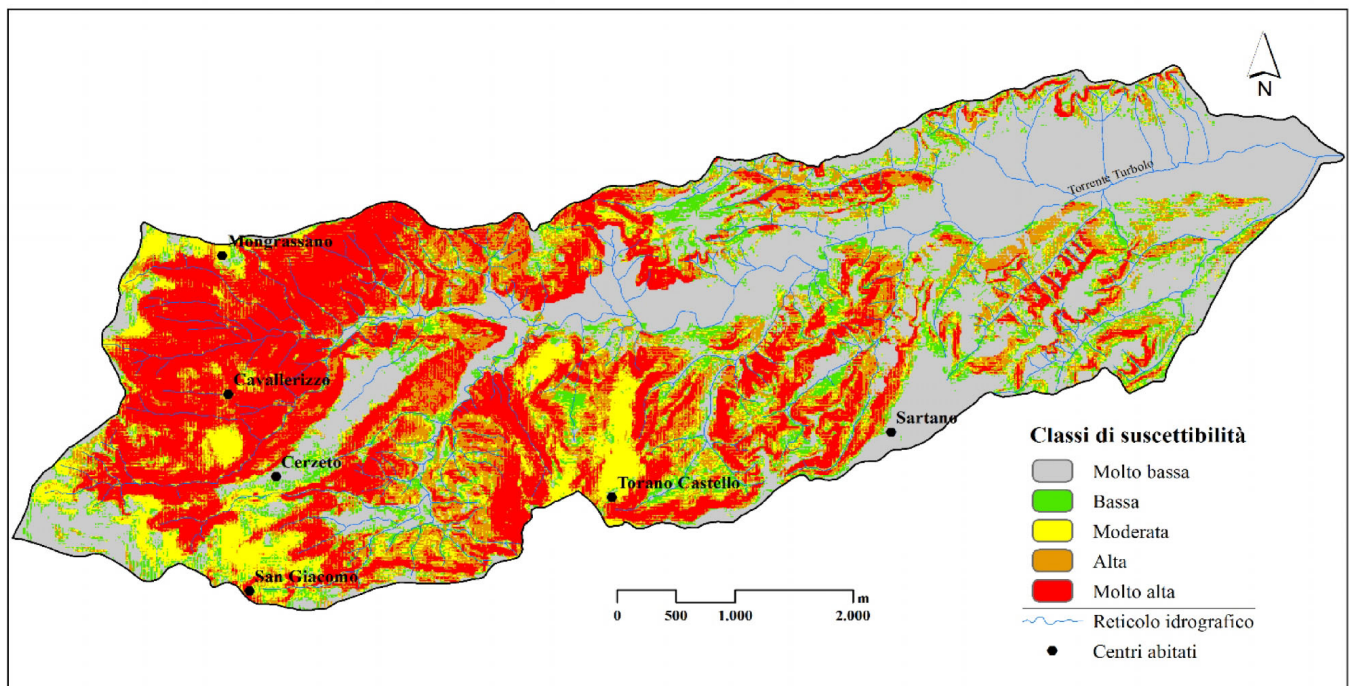 N
Torrente Turbolo
Mongrassano
Cavallerizzo
Sartano
Cerzeto
Torano Castello
San Giacomo
m
0 500 1.000 2.000
Classi di suscettibilità
Molto bassa
Bassa
Moderata
Alta
Molto alta
Reticolo idrografico
Centri abitati